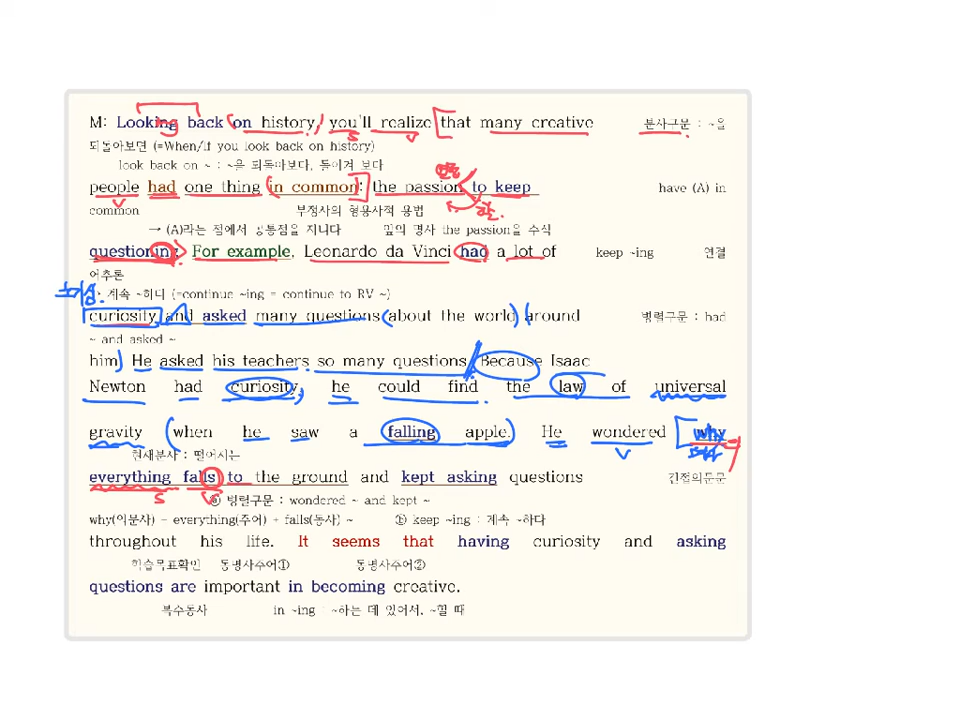 M: Looking back on history, you'll realize that many creative 분사구문 : ~을
되돌아보면 (=When/If you look back on history)
look back on ~ : ~을 되돌아보다, 돌이켜 보다
people had one thing in common: the passion to keep have (A) in
common 부정사의 형용사적 용법
→ (A)라는 점에서 공통점을 지니다 앞의 명사 the passion을 수식
questioning. For example, Leonardo da Vinci had a lot of keep ~ing 연결
어추론
: 계속 ~하다 (=continue ~ing = continue to RV ~)
curiosity and asked many questions about the world around 병렬구문 : had
~ and asked ~
him. He asked his teachers so many questions. Because Isaac
Newton had curiosity, he could find the law of universal
gravity when he saw a falling apple. He wondered why
현재분사 : 떨어지는
everything falls to the ground and kept asking questions 간접의문문
S V ⓐ 병렬구문 : wondered ~ and kept ~
why(의문사) - everything(주어) + falls(동사) ~ ⓑ keep ~ing : 계속 ~하다
throughout his life. It seems that having curiosity and asking
학습목표확인 동명사주어① 동명사주어②
questions are important in becoming creative.
복수동사 in ~ing : ~하는 데 있어서, ~할 때